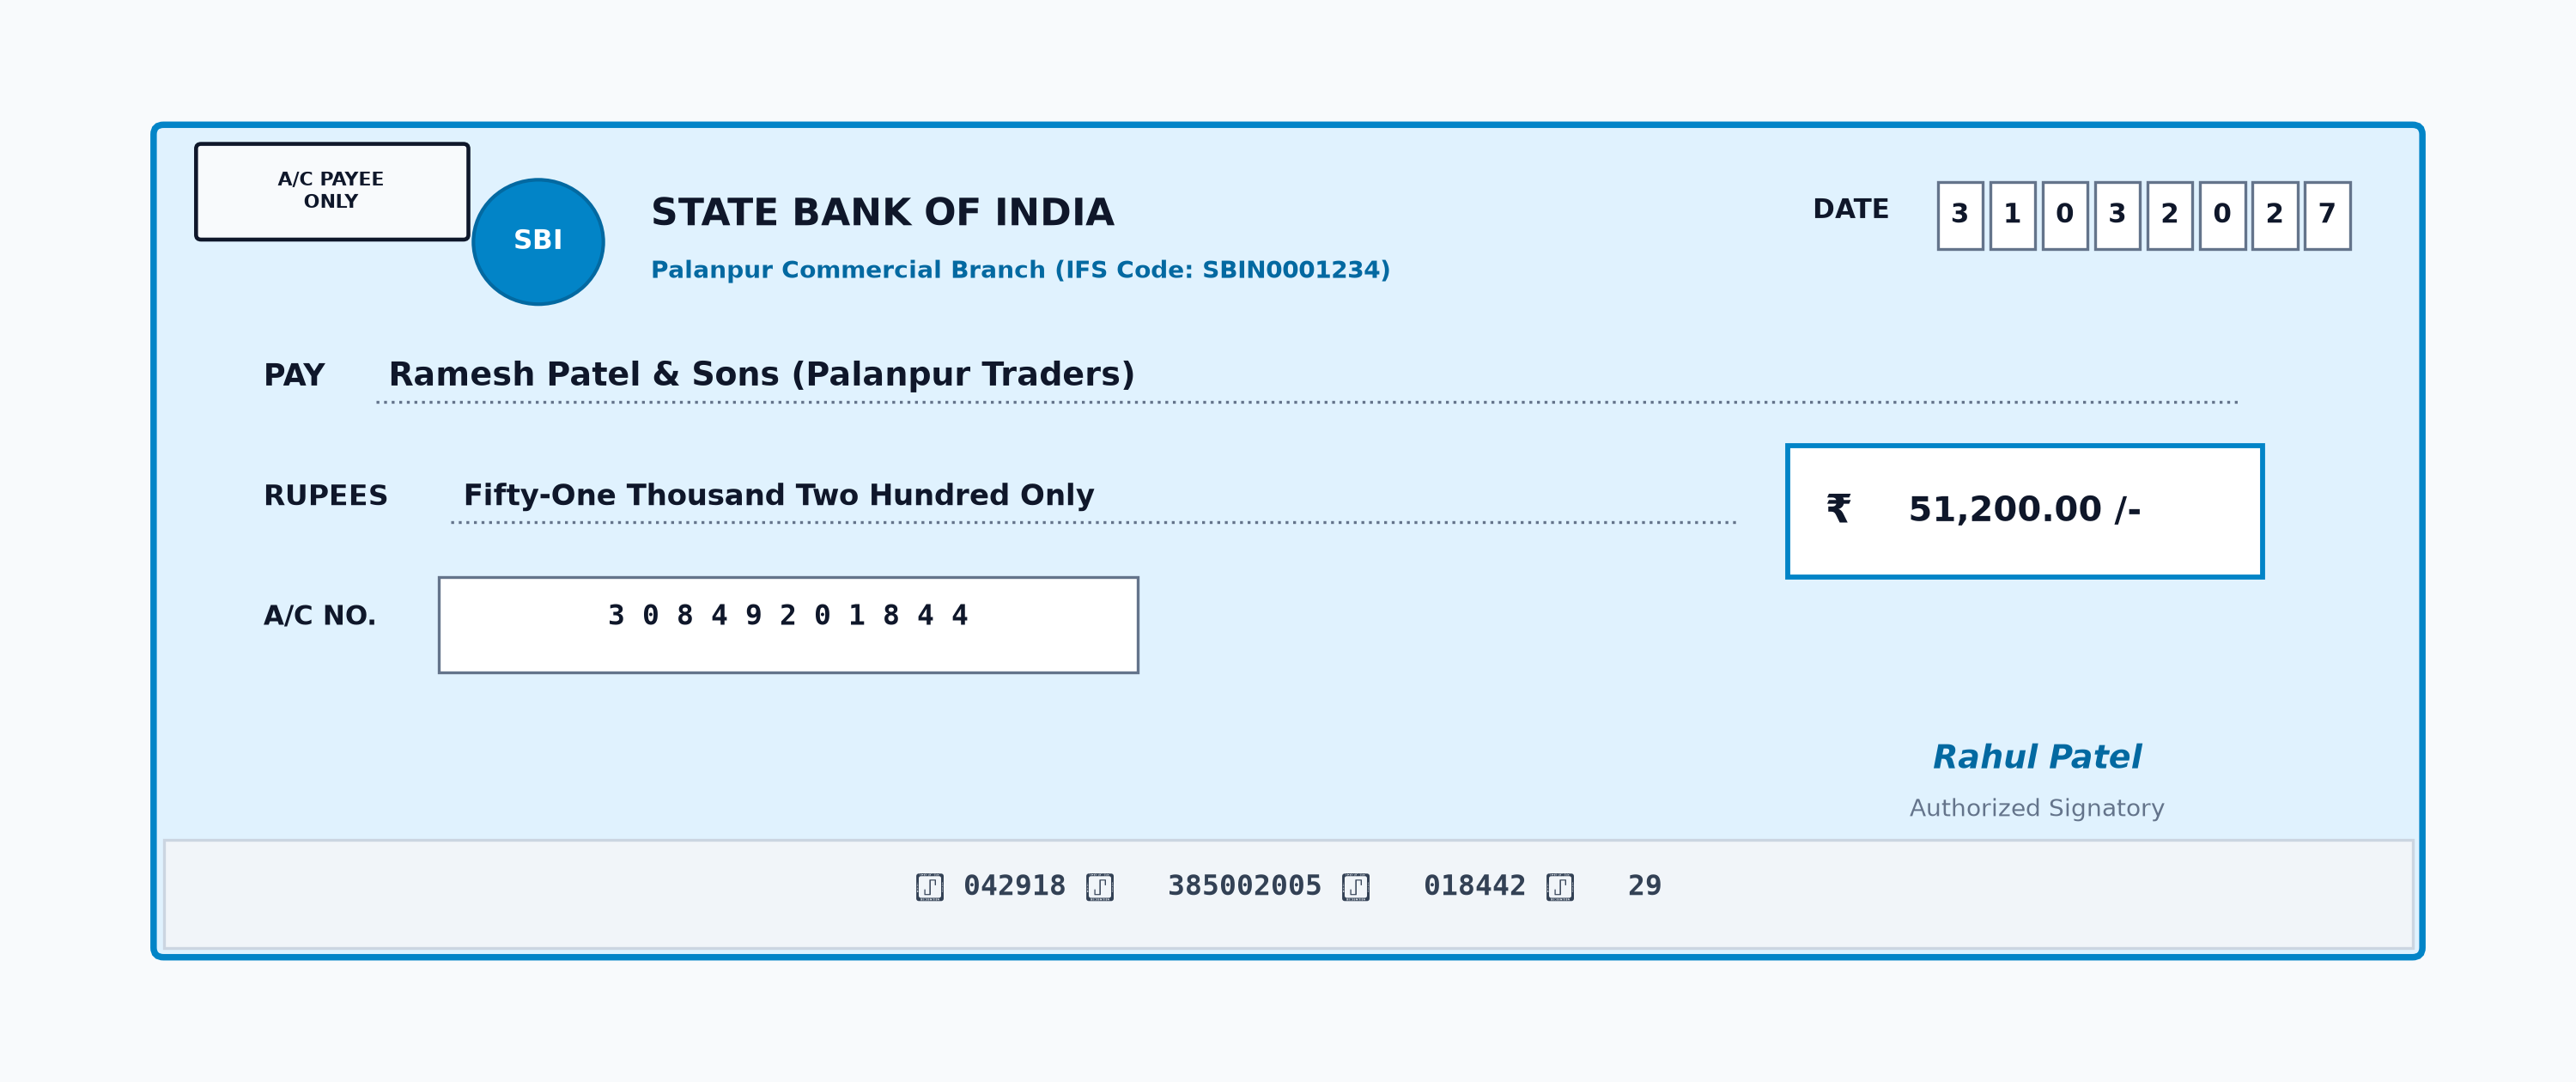 A/C PAYEE
ONLY
SBI
STATE BANK OF INDIA
Palanpur Commercial Branch (IFS Code: SBIN0001234)
DATE 3 1 0 3 2 0 2 7
PAY Ramesh Patel & Sons (Palanpur Traders)
RUPEES Fifty-One Thousand Two Hundred Only
₹ 51,200.00 /-
A/C NO. 3 0 8 4 9 2 0 1 8 4 4
Rahul Patel
Authorized Signatory
042918 385002005 018442 29